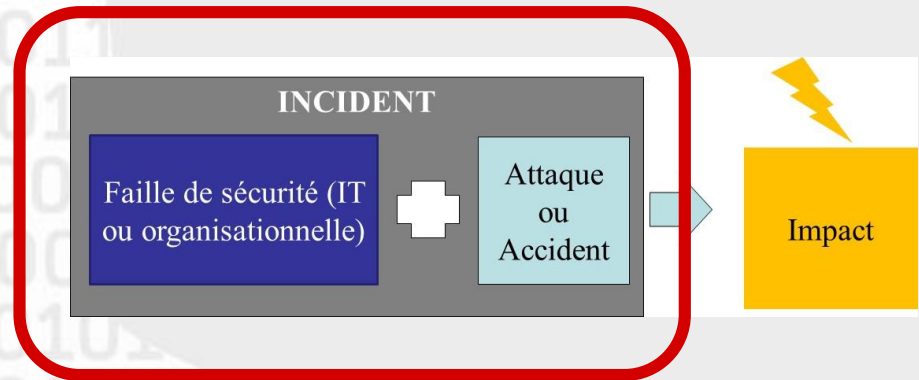 INCIDENT
Faille de sécurité (IT
ou organisationnelle)
Attaque
ou
Accident
Impact